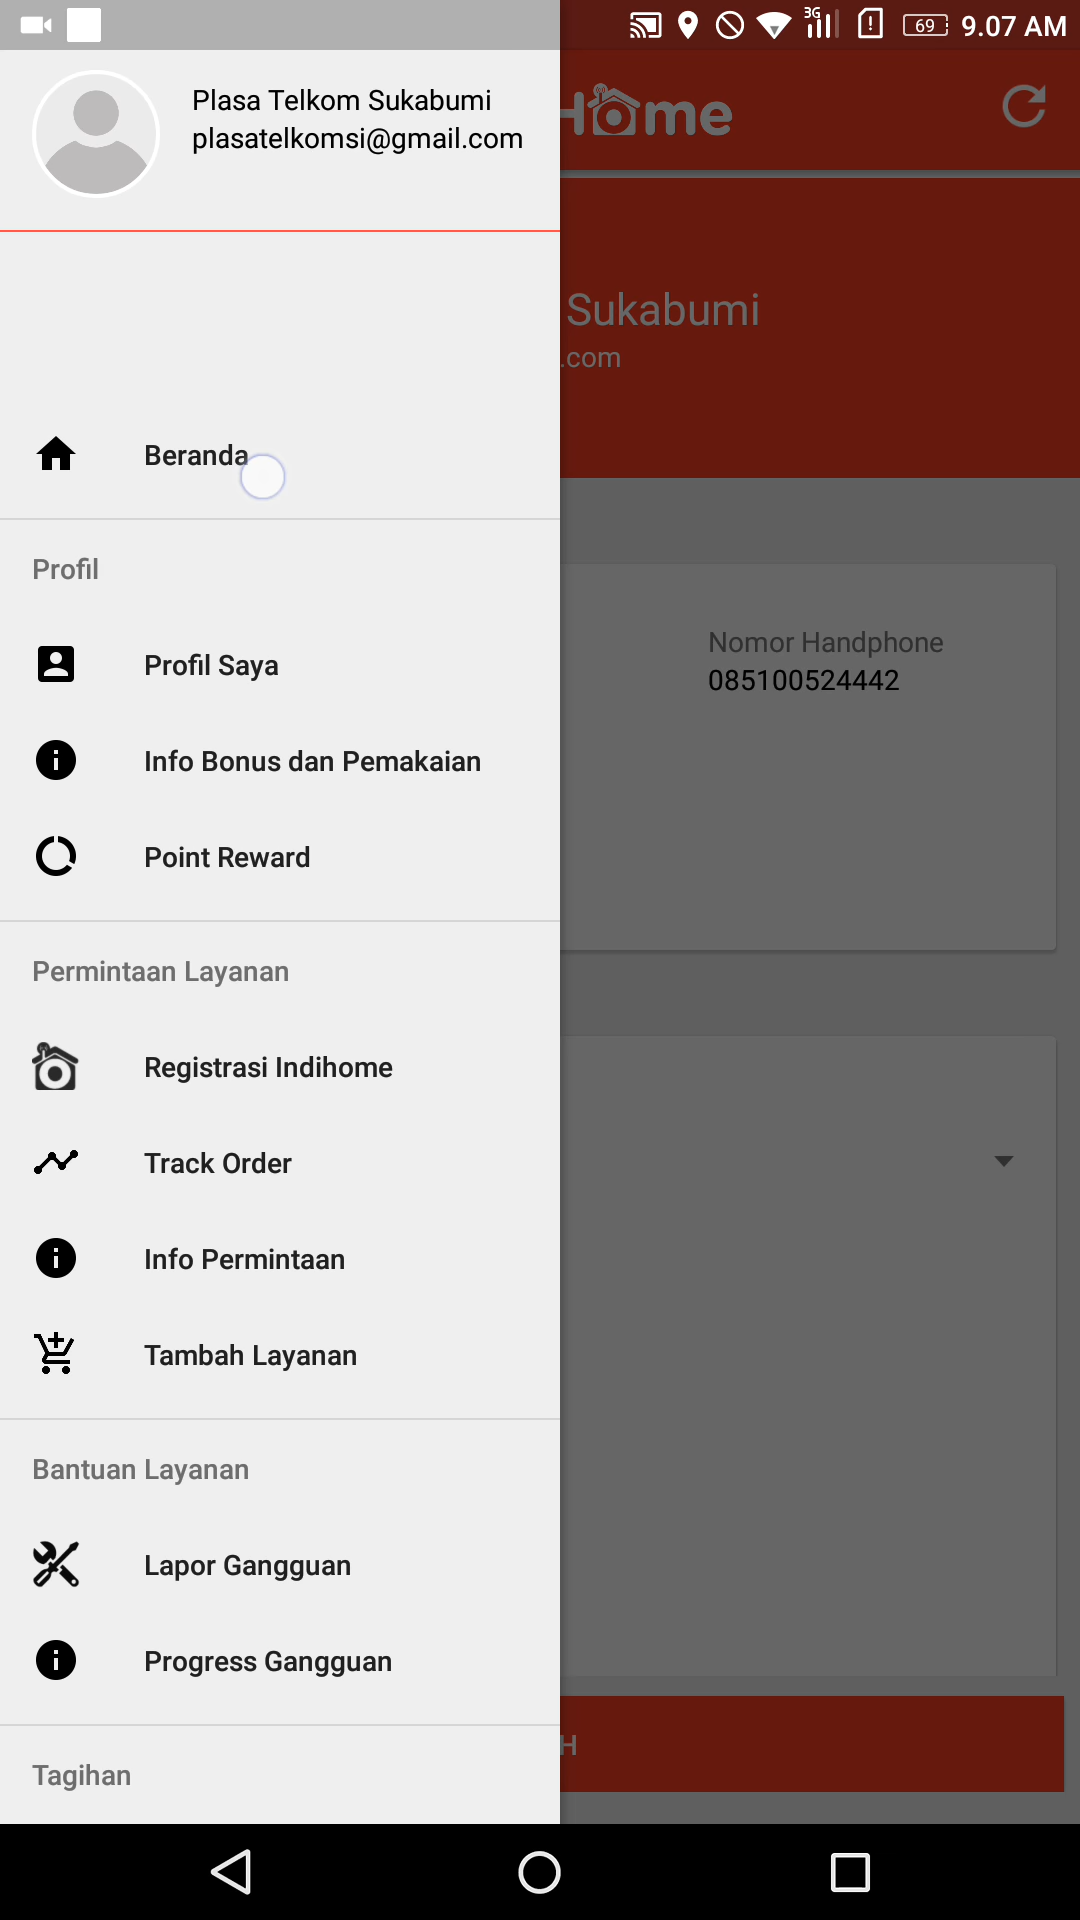 3G
69
9.07 AM
Plasa Telkom Sukabumi
plasatelkomsi@gmail.com
Home
Sukabumi
.com
Beranda
Profil
Nomor Handphone
085100524442
Profil Saya
Info Bonus dan Pemakaian
Point Reward
Permintaan Layanan
Registrasi Indihome
Track Order
Info Permintaan
Tambah Layanan
Bantuan Layanan
Lapor Gangguan
Progress Gangguan
H
Tagihan